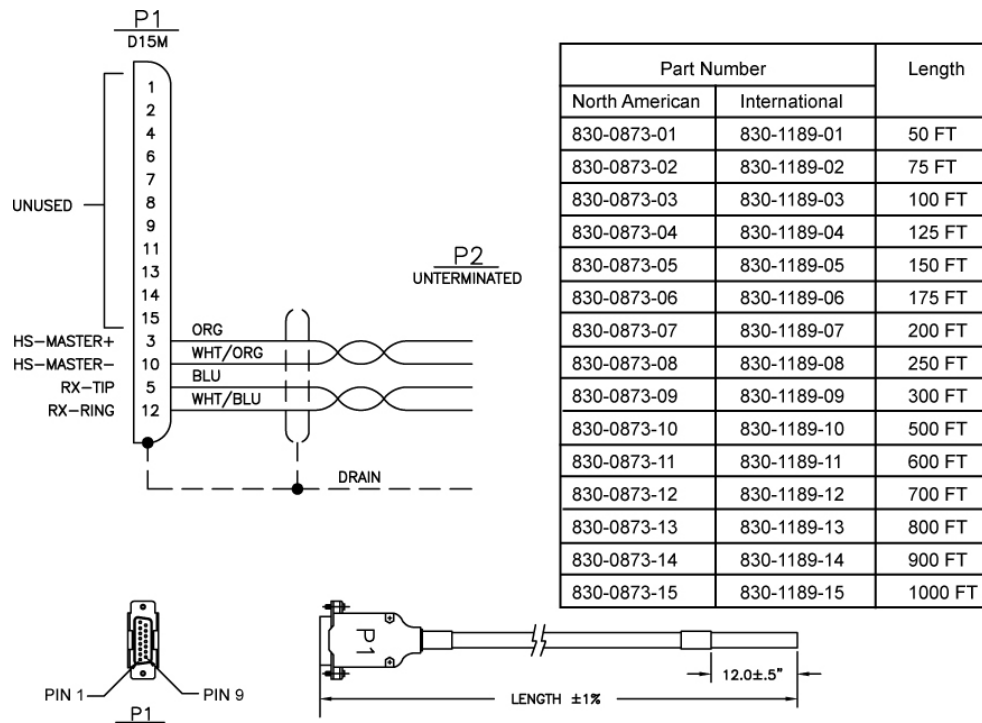 P1
D15M
1
2
4
6
7
8
9
11
13
14
15
3
10
5
12
UNUSED
HS-MASTER+
HS-MASTER-
RX-TIP
RX-RING
ORG
WHT/ORG
BLU
WHT/BLU
DRAIN
P2
UNTERMINATED
Part Number Length
North American International
830-0873-01 830-1189-01 50 FT
830-0873-02 830-1189-02 75 FT
830-0873-03 830-1189-03 100 FT
830-0873-04 830-1189-04 125 FT
830-0873-05 830-1189-05 150 FT
830-0873-06 830-1189-06 175 FT
830-0873-07 830-1189-07 200 FT
830-0873-08 830-1189-08 250 FT
830-0873-09 830-1189-09 300 FT
830-0873-10 830-1189-10 500 FT
830-0873-11 830-1189-11 600 FT
830-0873-12 830-1189-12 700 FT
830-0873-13 830-1189-13 800 FT
830-0873-14 830-1189-14 900 FT
830-0873-15 830-1189-15 1000 FT
PIN 1
PIN 9
P1
P1
12.0±.5"
LENGTH ±1%